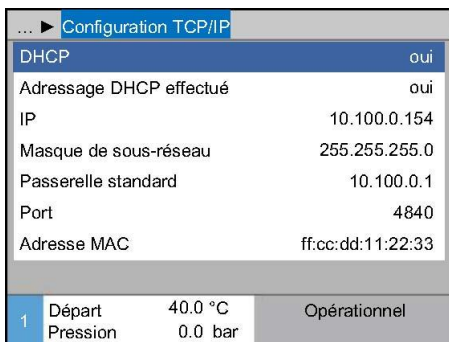 ... ► Configuration TCP/IP
DHCP oui
Adressage DHCP effectué oui
IP 10.100.0.154
Masque de sous-réseau 255.255.255.0
Passerelle standard 10.100.0.1
Port 4840
Adresse MAC ff:cc:dd:11:22:33
1 Départ 40.0 °C Opérationnel
Pression 0.0 bar